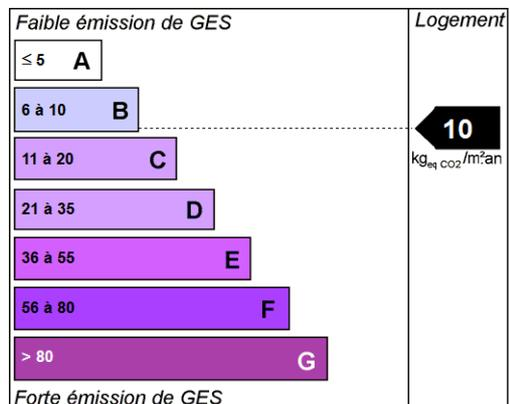 Faible émission de GES
Logement
≤ 5 A
6 à 10 B
10
kgeq CO2 /m².an
11 à 20 C
21 à 35 D
36 à 55 E
56 à 80 F
> 80 G
Forte émission de GES